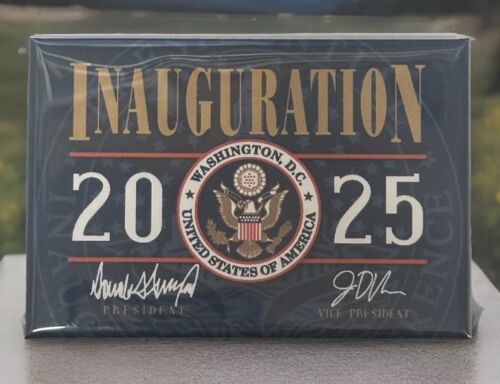 INAUGURATION
WASHINGTON, D.C.
20 25
UNITED STATES OF AMERICA
PRESIDENT
VICE PRESIDENT